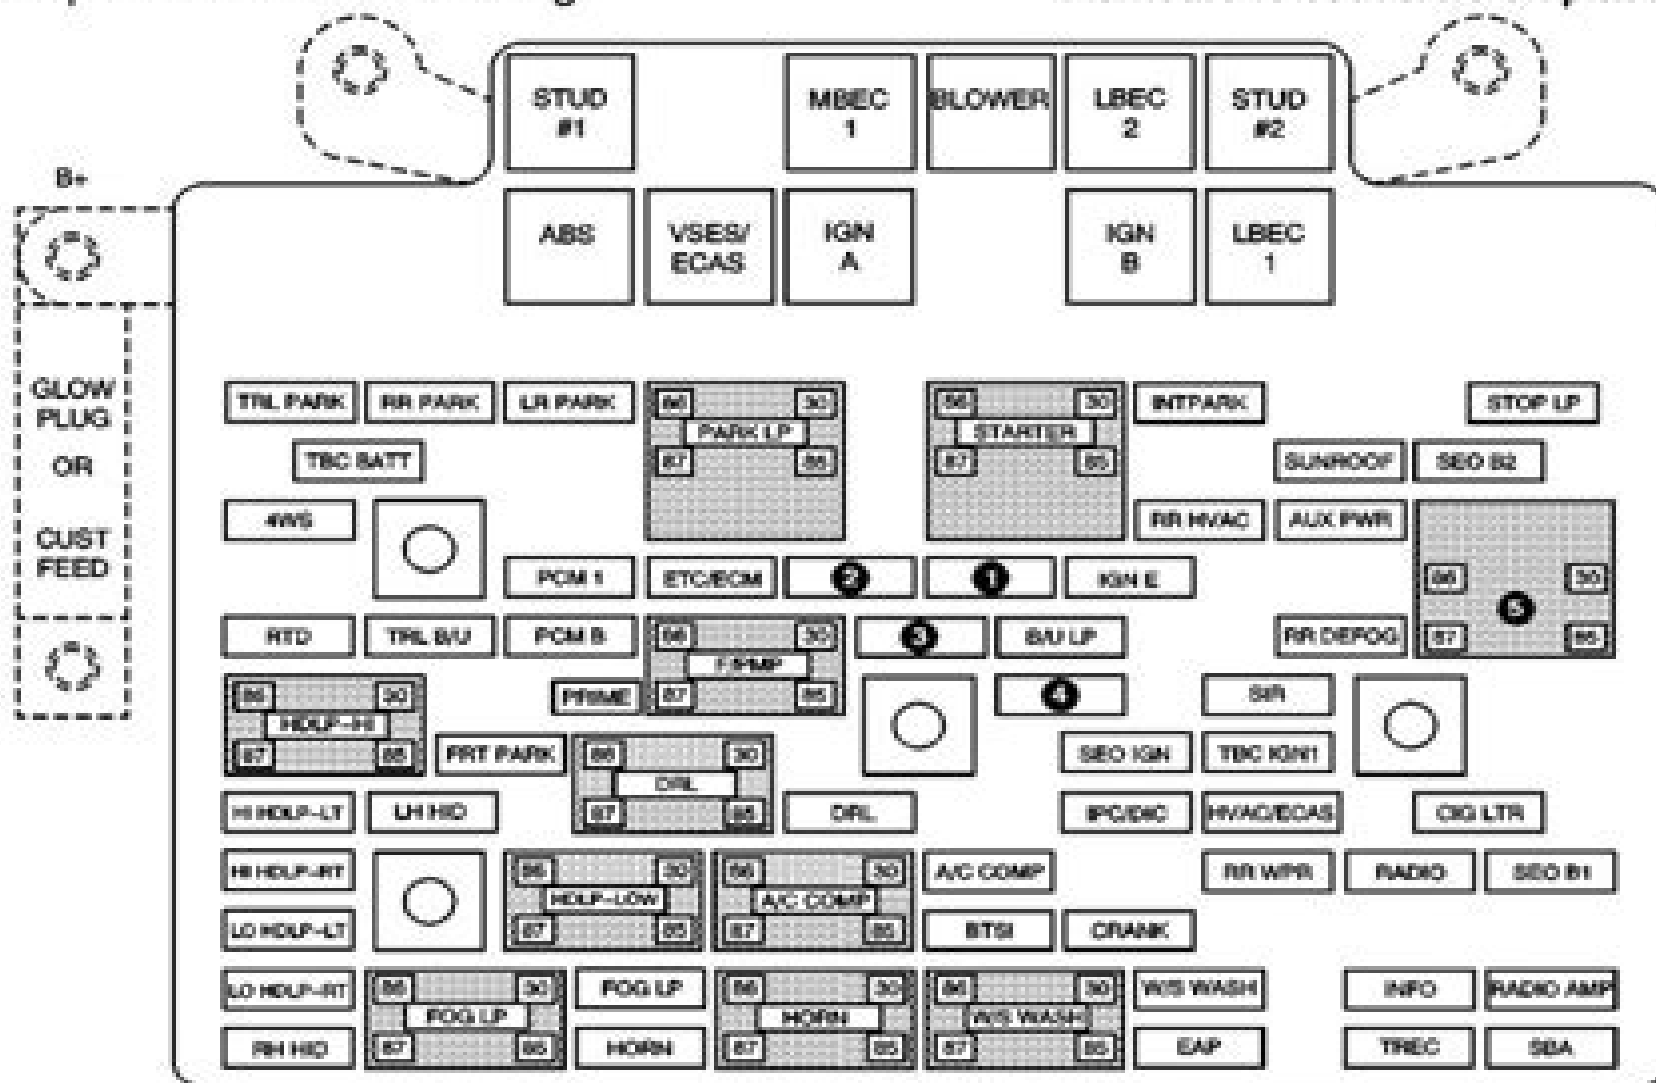 B+
STUD
#1
MBEC
1
BLOWER
LBEC
2
STUD
#2
ABS
VSES/
ECAS
IGN
A
IGN
B
LBEC
1
GLOW
PLUG
OR
CUST
FEED
TRL PARK
RR PARK
LR PARK
86 30
PARK LP
87 85
86 30
STARTER
87 85
INTPARK
STOP LP
TBC BATT
SUNROOF
SEO B2
4WS
RR HVAC
AUX PWR
PCM 1
ETC/ECM
2
1
IGN E
86 30
5
87 85
RTD
TRL B/U
PCM B
86 30
F/PMP
87 85
3
B/U LP
RR DEFOG
PRIME
4
SIR
86 30
HDLP-HI
87 85
FRT PARK
86 30
DRL
87 85
SEO IGN
TBC IGN1
HI HDLP-LT
LH HID
DRL
IPC/DIC
HVAC/ECAS
CIG LTR
HI HDLP-RT
86 30
HDLP-LOW
87 85
86 30
A/C COMP
87 85
A/C COMP
RR WPR
RADIO
SEO B1
LO HDLP-LT
BTSI
CRANK
LO HDLP-RT
86 30
FOG LP
87 85
FOG LP
86 30
HORN
87 85
86 30
W/S WASH
87 85
W/S WASH
INFO
RADIO AMP
RH HID
HORN
EAP
TREC
SBA